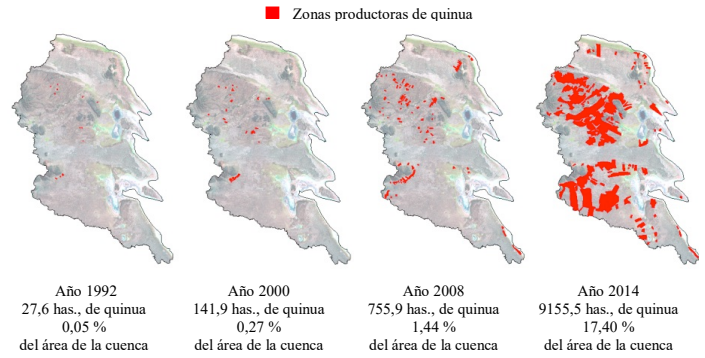 Zonas productoras de quinua
Año 1992
27,6 has., de quinua
0,05 %
del área de la cuenca
Año 2000
141,9 has., de quinua
0,27 %
del área de la cuenca
Año 2008
755,9 has., de quinua
1,44 %
del área de la cuenca
Año 2014
9155,5 has., de quinua
17,40 %
del área de la cuenca